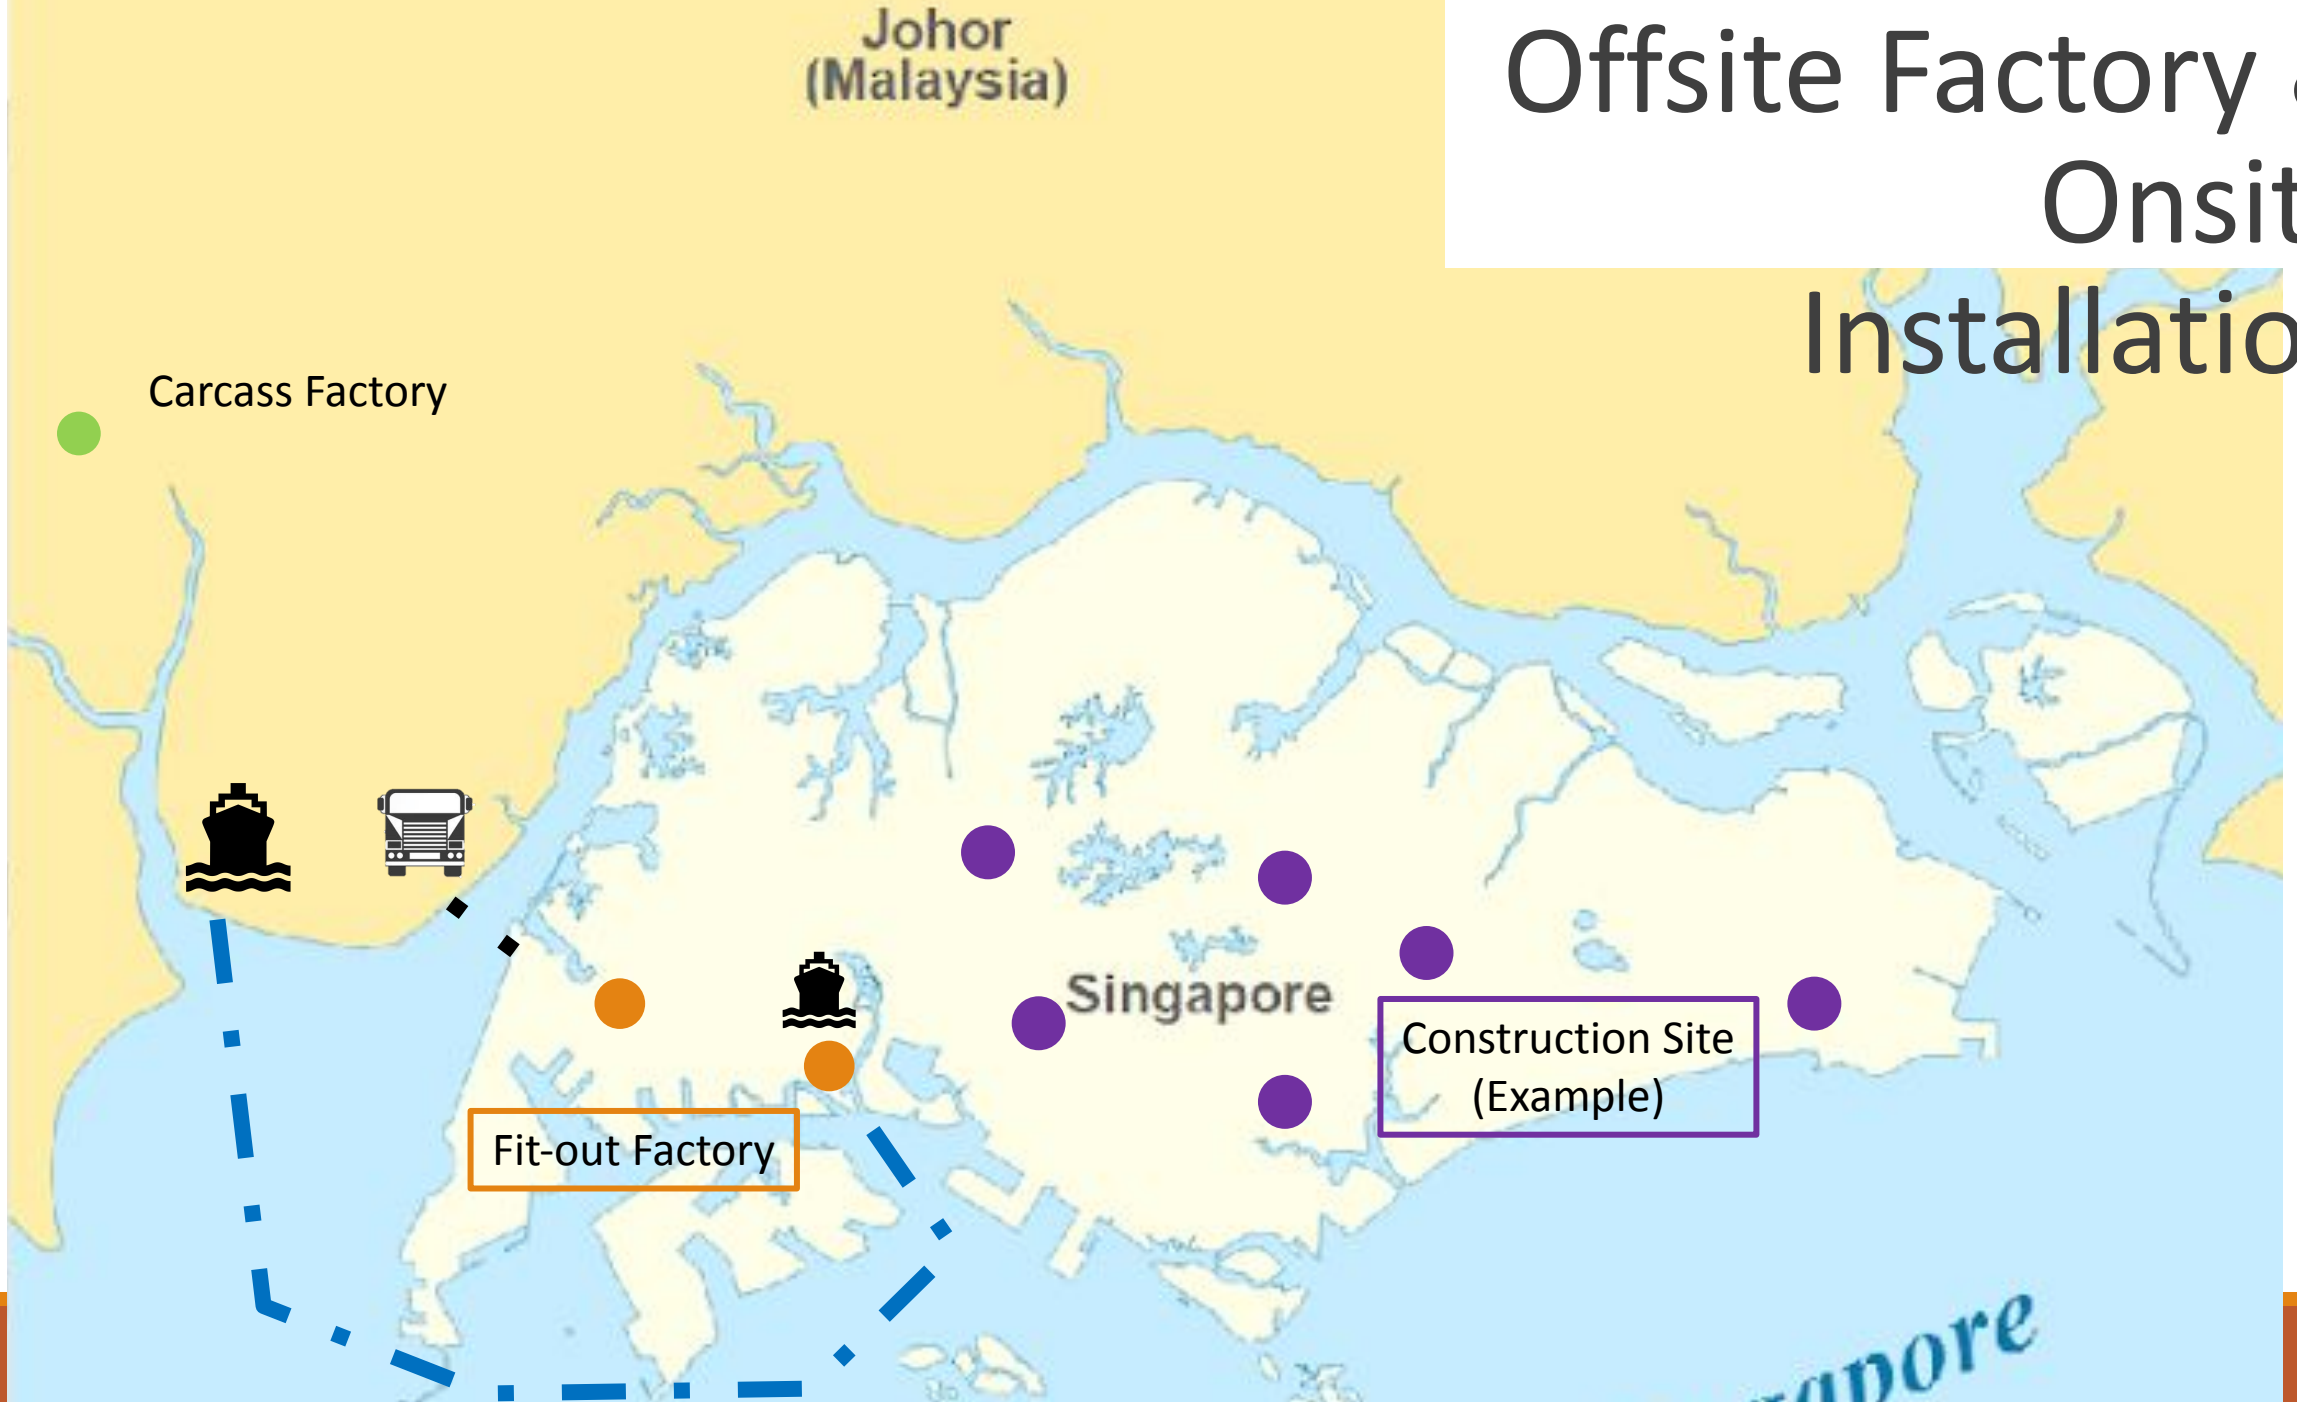 Johor
(Malaysia)
Offsite Factory
Onsit
Installatio
Carcass Factory
Singapore
Construction Site
(Example)
Fit-out Factory
apore